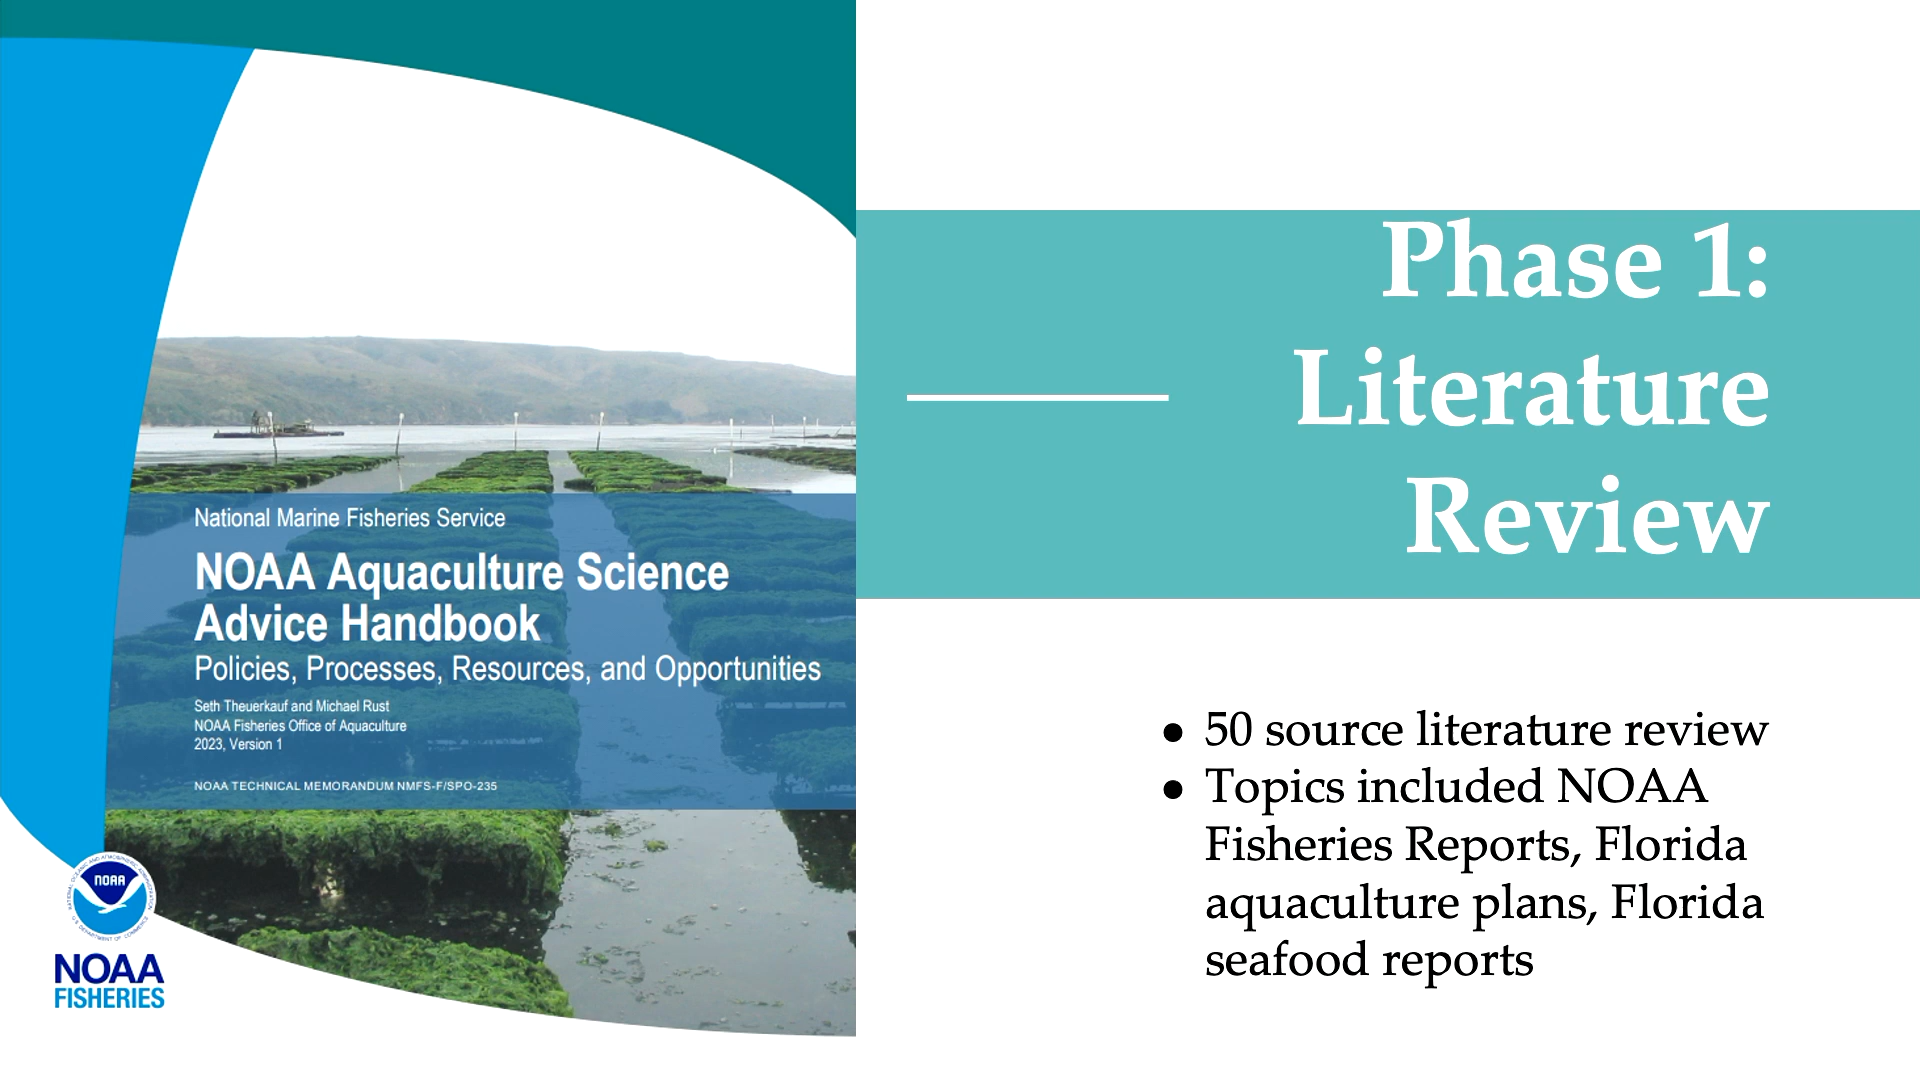 National Marine Fisheries Service
NOAA Aquaculture Science
Advice Handbook
Policies, Processes, Resources, and Opportunities
Seth Theuerkauf and Michael Rust
NOAA Fisheries Office of Aquaculture
2023, Version 1
NOAA TECHNICAL MEMORANDUM NMFS-F/SPO-235
NOAA
NOAA
FISHERIES
Phase 1:
Literature
Review
● 50 source literature review
● Topics included NOAA
Fisheries Reports, Florida
aquaculture plans, Florida
seafood reports